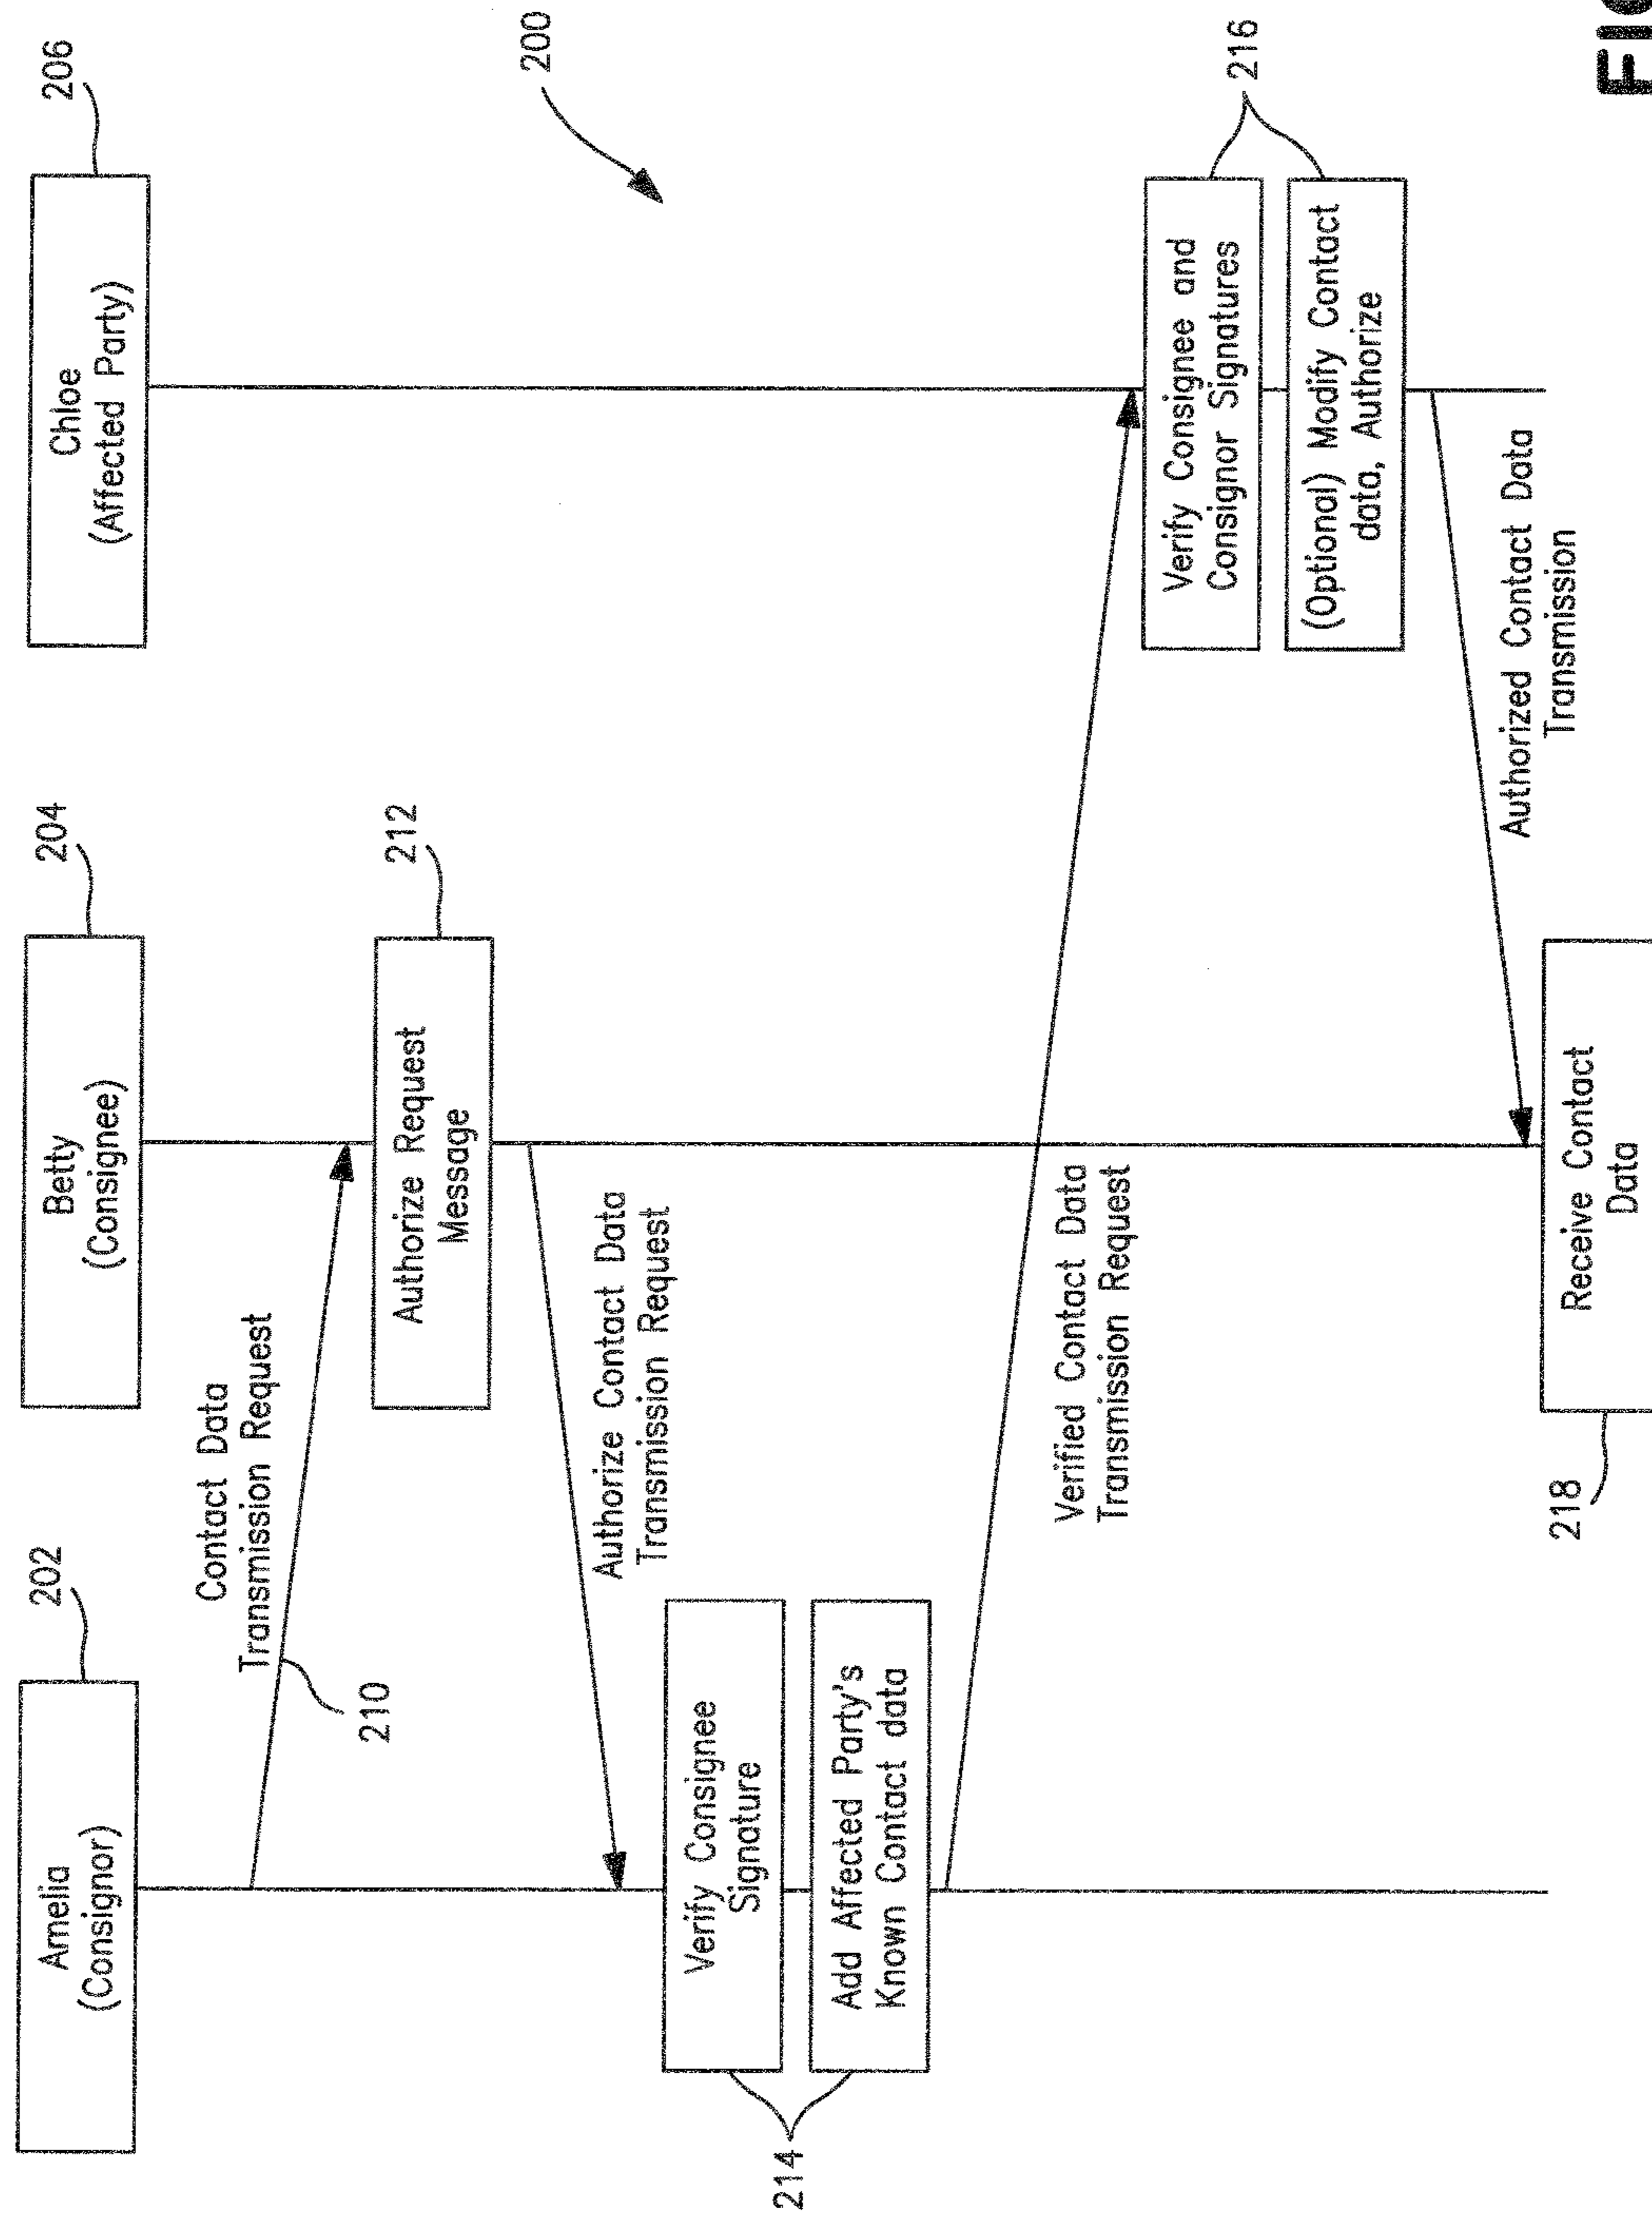 Amelia
(Consignor)
202
Betty
(Consignee)
204
Chloe
(Affected Party)
206
200
Contact Data
Transmission Request
210
Authorize Request
Message
212
Authorize Contact Data
Transmission Request
Verify Consignee
Signature
Add Affected Party's
Known Contact data
214
Verified Contact Data
Transmission Request
Verify Consignee and
Consignor Signatures
(Optional) Modify Contact
data, Authorize
216
Authorized Contact Data
Transmission
Receive Contact
Data
218